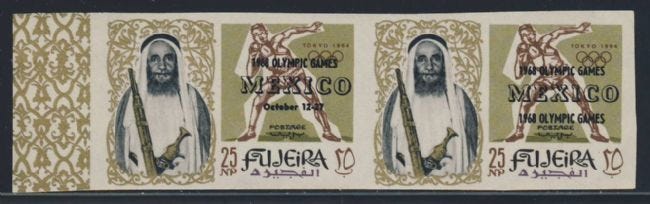 TOKYO 1964
1968 OLYMPIC GAMES
MEXICO
October 12-27
POSTAGE
25 NP FUJEIRA ٢٥
الفجيرة
TOKYO 1964
1968 OLYMPIC GAMES
MEXICO
1968 OLYMPIC GAMES
POSTAGE
25 NP FUJEIRA ٢٥
الفجيرة